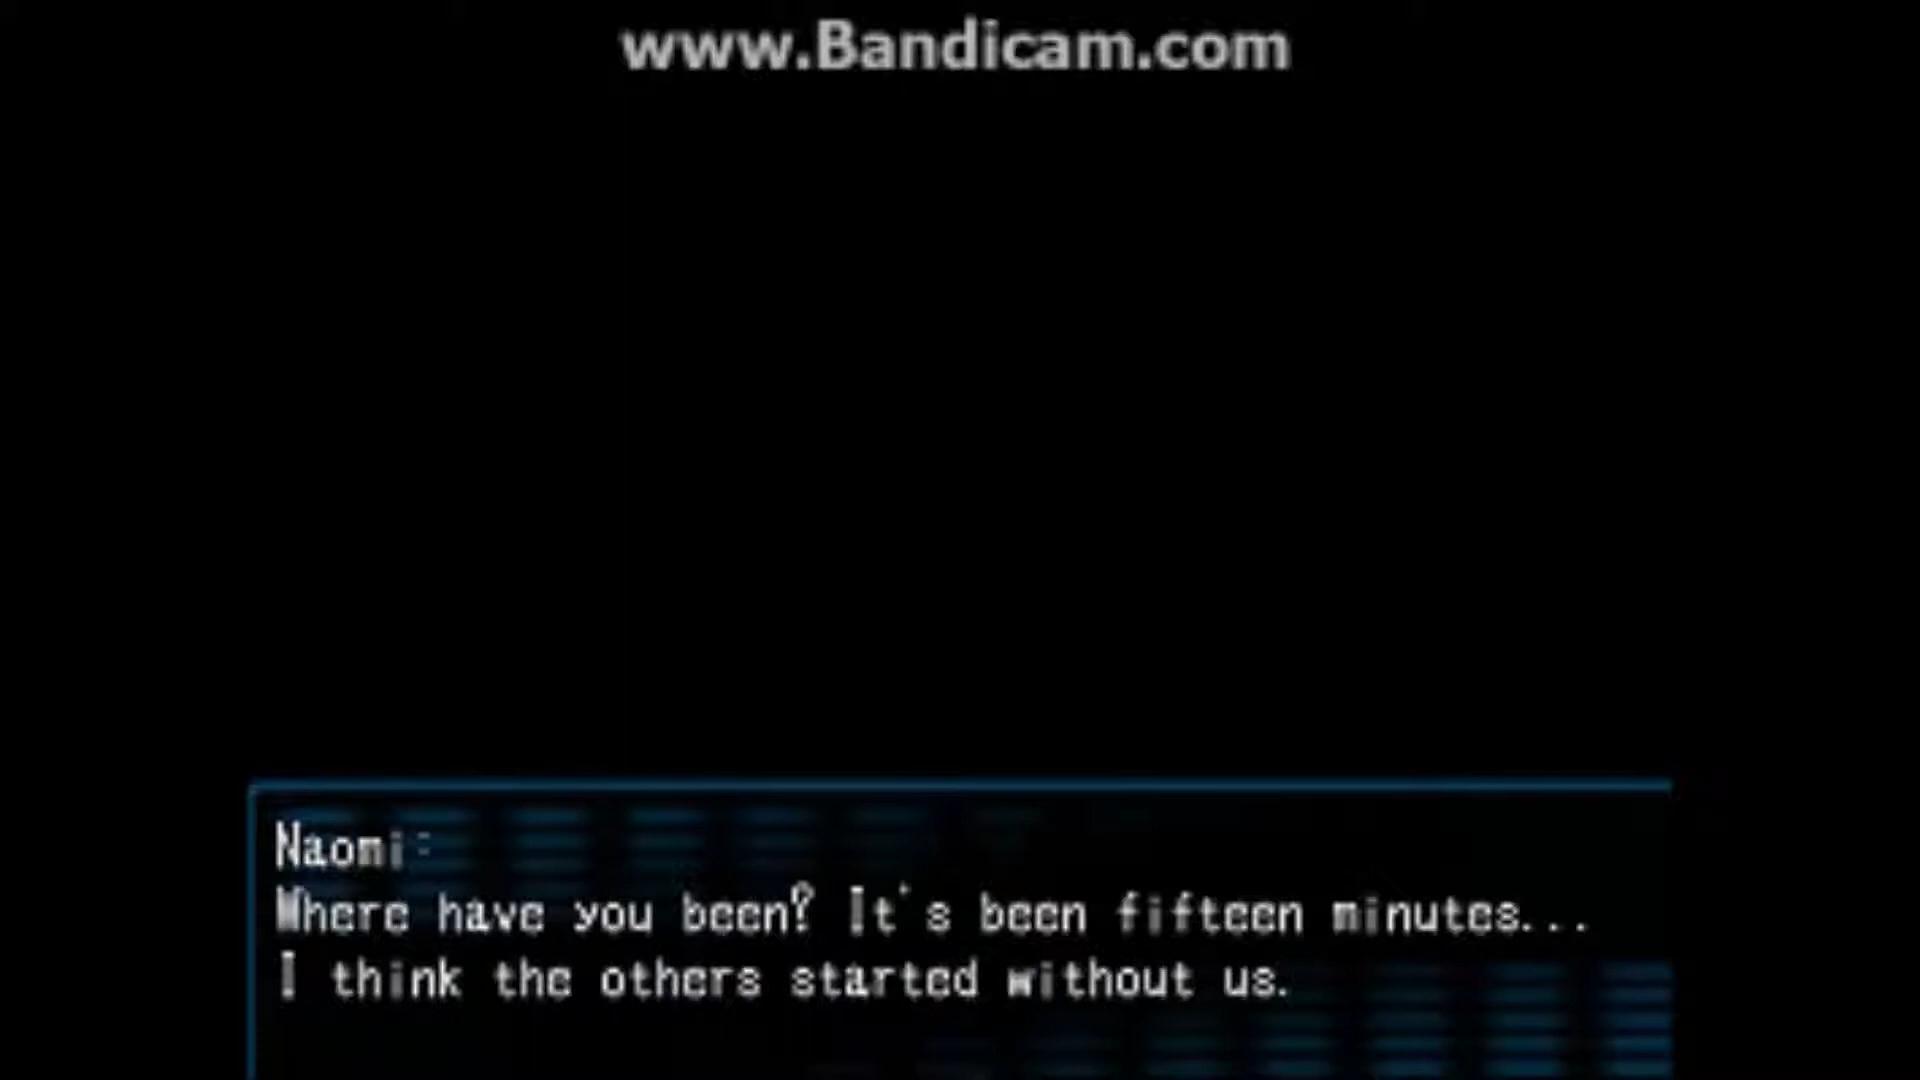 www.Bandicam.com
Naomi:
Where have you been? It's been fifteen minutes...
I think the others started without us.